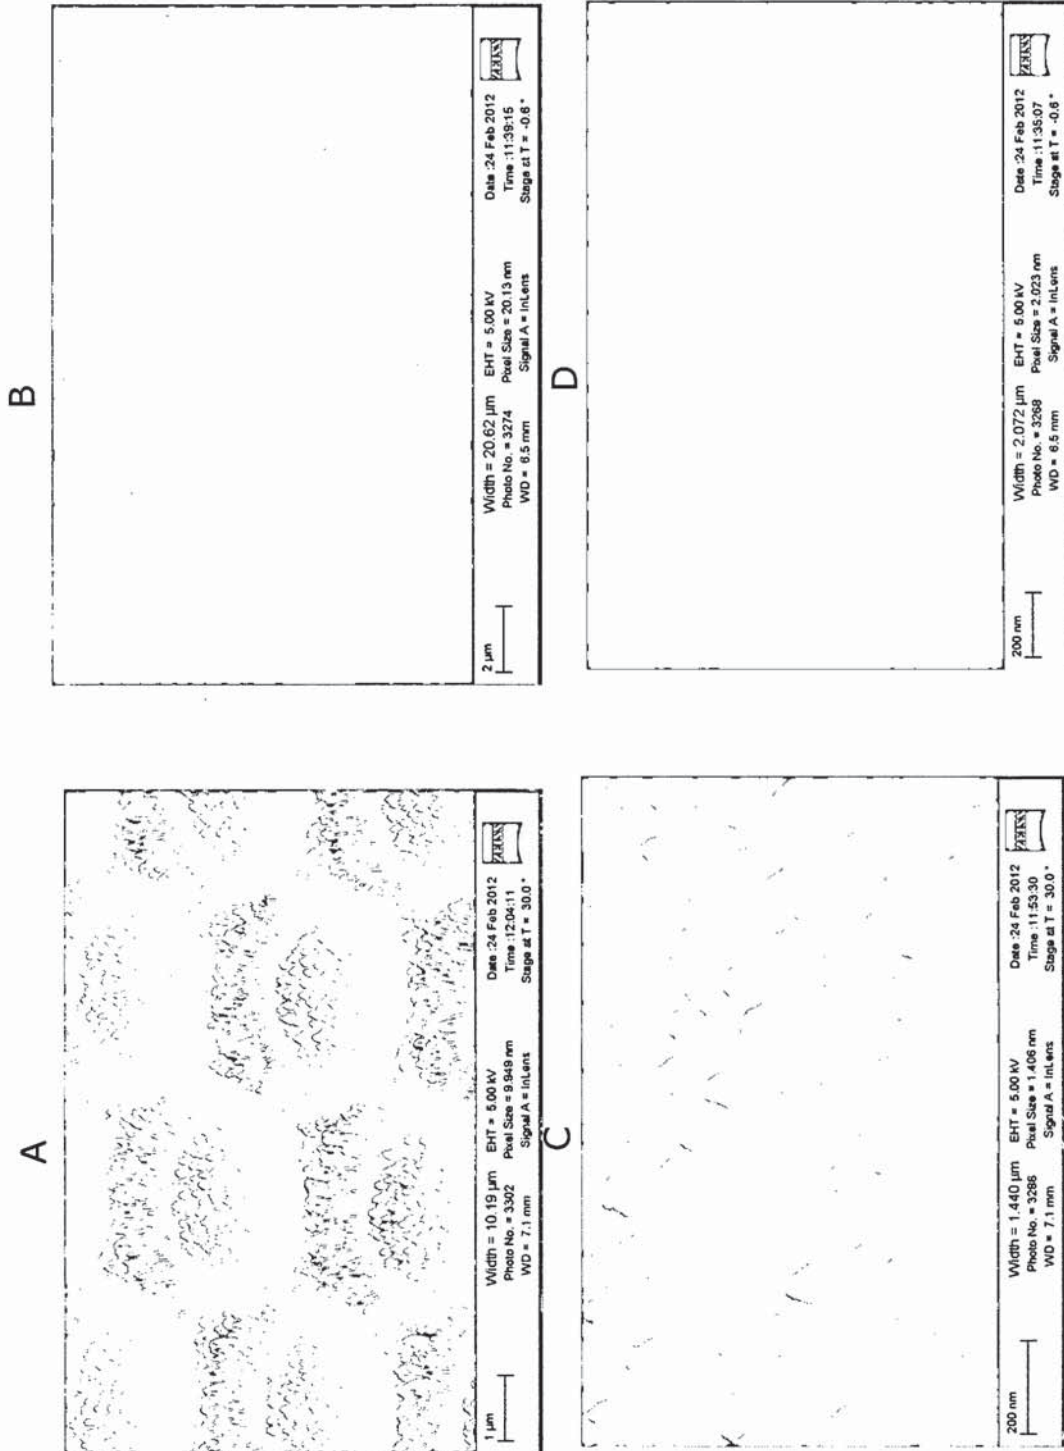 A
1 µm
Width = 10.19 µm EHT = 5.00 kV Date :24 Feb 2012
Photo No. = 3302 Pixel Size = 9.949 nm Time :12:04:11
WD = 7.1 mm Signal A = InLens Stage at T = 30.0 °
ZEISS
B
2 µm
Width = 20.62 µm EHT = 5.00 kV Date :24 Feb 2012
Photo No. = 3274 Pixel Size = 20.13 nm Time :11:39:15
WD = 6.5 mm Signal A = InLens Stage at T = -0.6 °
ZEISS
C
200 nm
Width = 1.440 µm EHT = 5.00 kV Date :24 Feb 2012
Photo No. = 3286 Pixel Size = 1.406 nm Time :11:53:30
WD = 7.1 mm Signal A = InLens Stage at T = 30.0 °
ZEISS
D
200 nm
Width = 2.072 µm EHT = 5.00 kV Date :24 Feb 2012
Photo No. = 3268 Pixel Size = 2.023 nm Time :11:35:07
WD = 6.5 mm Signal A = InLens Stage at T = -0.6 °
ZEISS